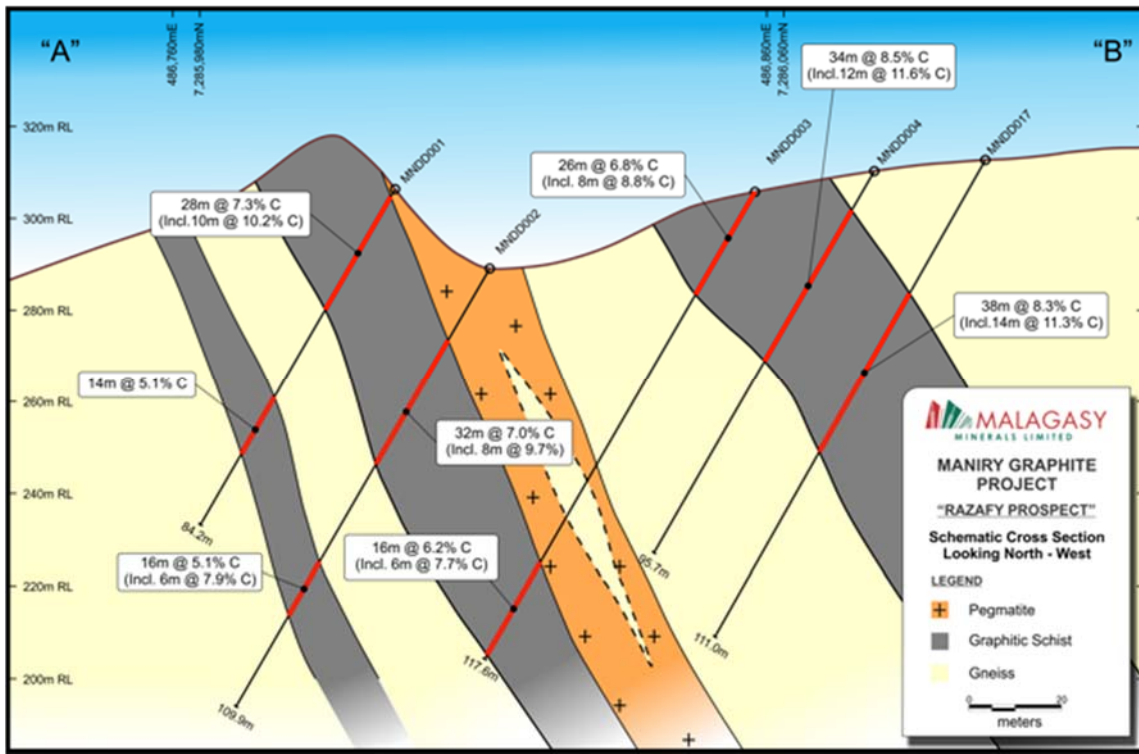 "A"
486,760mE
7,285,980mN
486,860mE
7,286,060mN
"B"
320m RL
300m RL
280m RL
260m RL
240m RL
220m RL
200m RL
MNDD001
MNDD002
MNDD003
MNDD004
MNDD017
34m @ 8.5% C
(Incl.12m @ 11.6% C)
26m @ 6.8% C
(Incl. 8m @ 8.8% C)
28m @ 7.3% C
(Incl.10m @ 10.2% C)
38m @ 8.3% C
(Incl.14m @ 11.3% C)
14m @ 5.1% C
32m @ 7.0% C
(Incl. 8m @ 9.7%)
16m @ 5.1% C
(Incl. 6m @ 7.9% C)
16m @ 6.2% C
(Incl. 6m @ 7.7% C)
84.2m
109.9m
117.6m
95.7m
111.0m
MALAGASY
MINERALS LIMITED
MANIRY GRAPHITE
PROJECT
"RAZAFY PROSPECT"
Schematic Cross Section
Looking North - West
LEGEND
+ Pegmatite
Graphitic Schist
Gneiss
0 20
meters